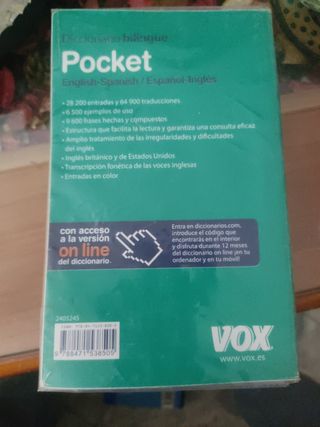 Diccionario bilingüe
Pocket
English-Spanish / Español-Inglés
• 28 200 entradas y 64 900 traducciones
• 6 500 ejemplos de uso
• 9 600 frases hechas y compuestos
• Estructura que facilita la lectura y garantiza una consulta eficaz
• Amplio tratamiento de las irregularidades y dificultades
del inglés
• Inglés británico y de Estados Unidos
• Transcripción fonética de las voces inglesas
• Entradas en color
con acceso
a la versión
on line
del diccionario
Entra en diccionarios.com,
introduce el código que
encontrarás en el interior
y disfruta durante 12 meses
del diccionario on line ¡en tu
ordenador y en tu móvil!
2405245
9 788471 538505
VOX
www.vox.es